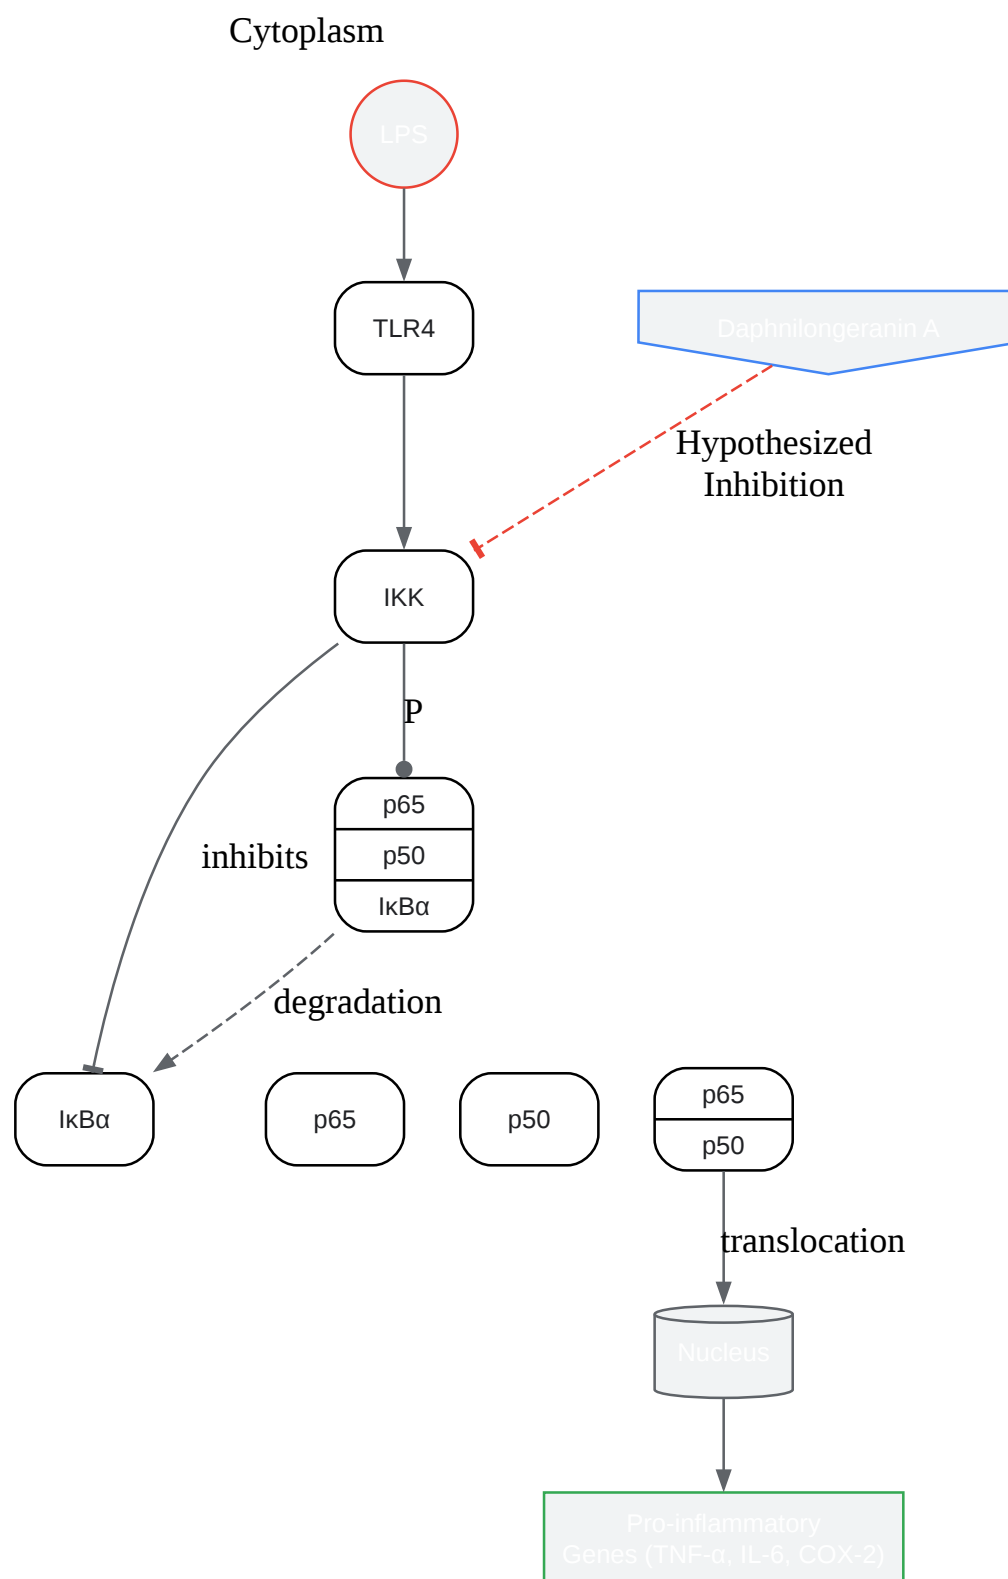 Cytoplasm
LPS
TLR4
Daphnilongeranin A
Hypothesized
Inhibition
IKK
P
p65
p50
IκBα
inhibits
degradation
IκBα
p65
p50
p65
p50
translocation
Nucleus
Pro-inflammatory
Genes (TNF-α, IL-6, COX-2)